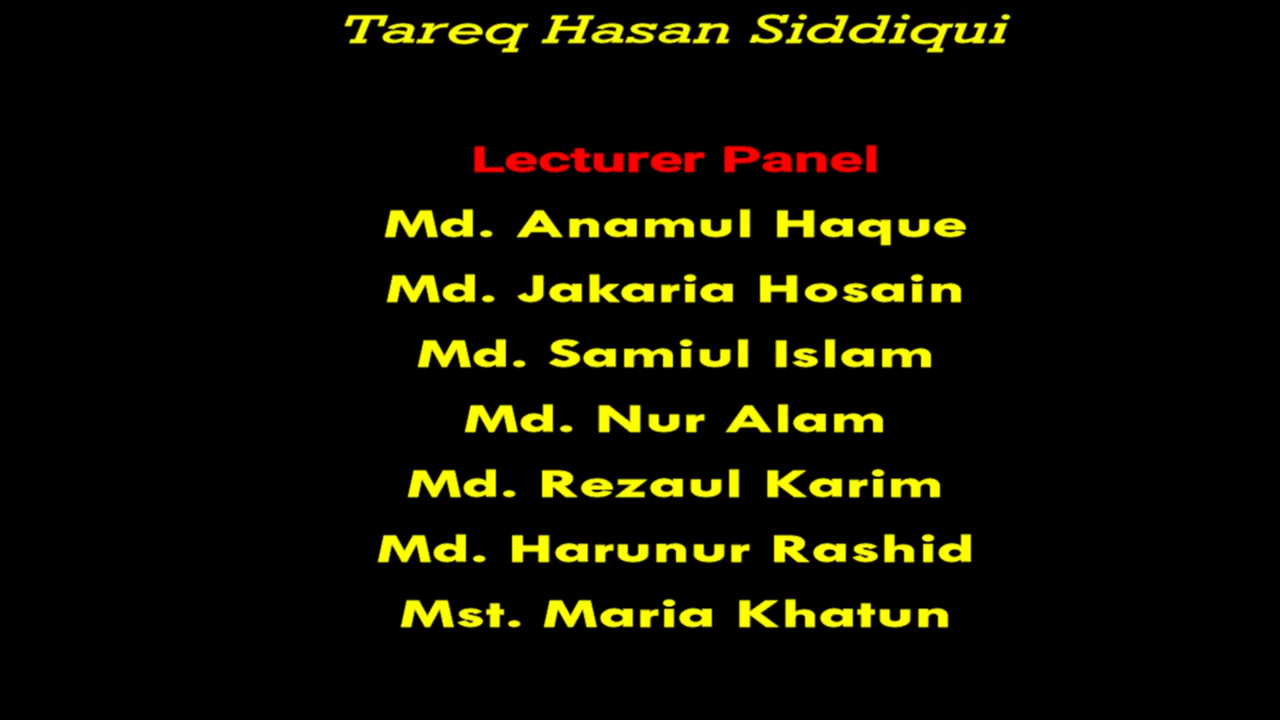 Tareq Hasan Siddiqui
Lecturer Panel
Md. Anamul Haque
Md. Jakaria Hosain
Md. Samiul Islam
Md. Nur Alam
Md. Rezaul Karim
Md. Harunur Rashid
Mst. Maria Khatun